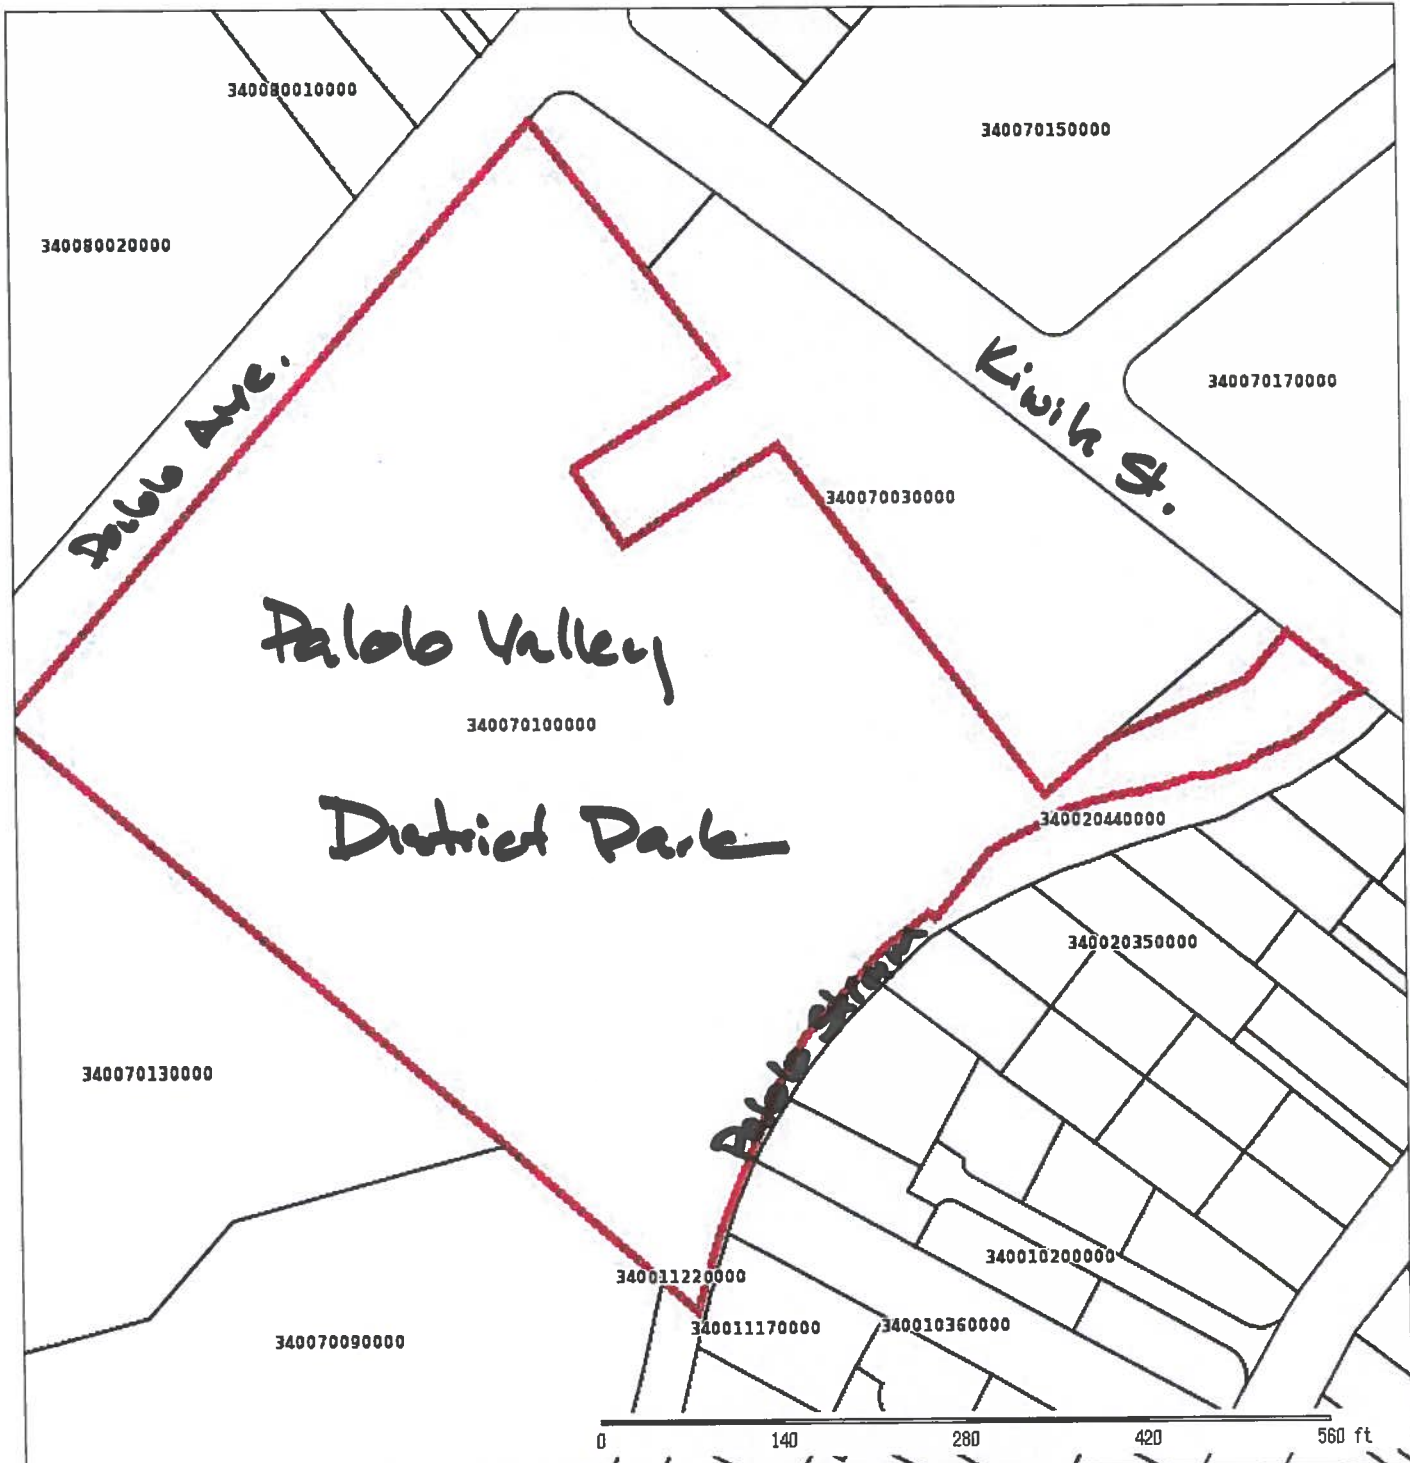 340080010000
340070150000
340080020000
Palolo Ave.
Kiwila St.
340070170000
340070030000
Palolo Valley
340070100000
District Park
340020440000
340020350000
Palolo Stream
340070130000
340010200000
340011220000
340011170000
340010360000
340070090000
0 140 280 420 560 ft